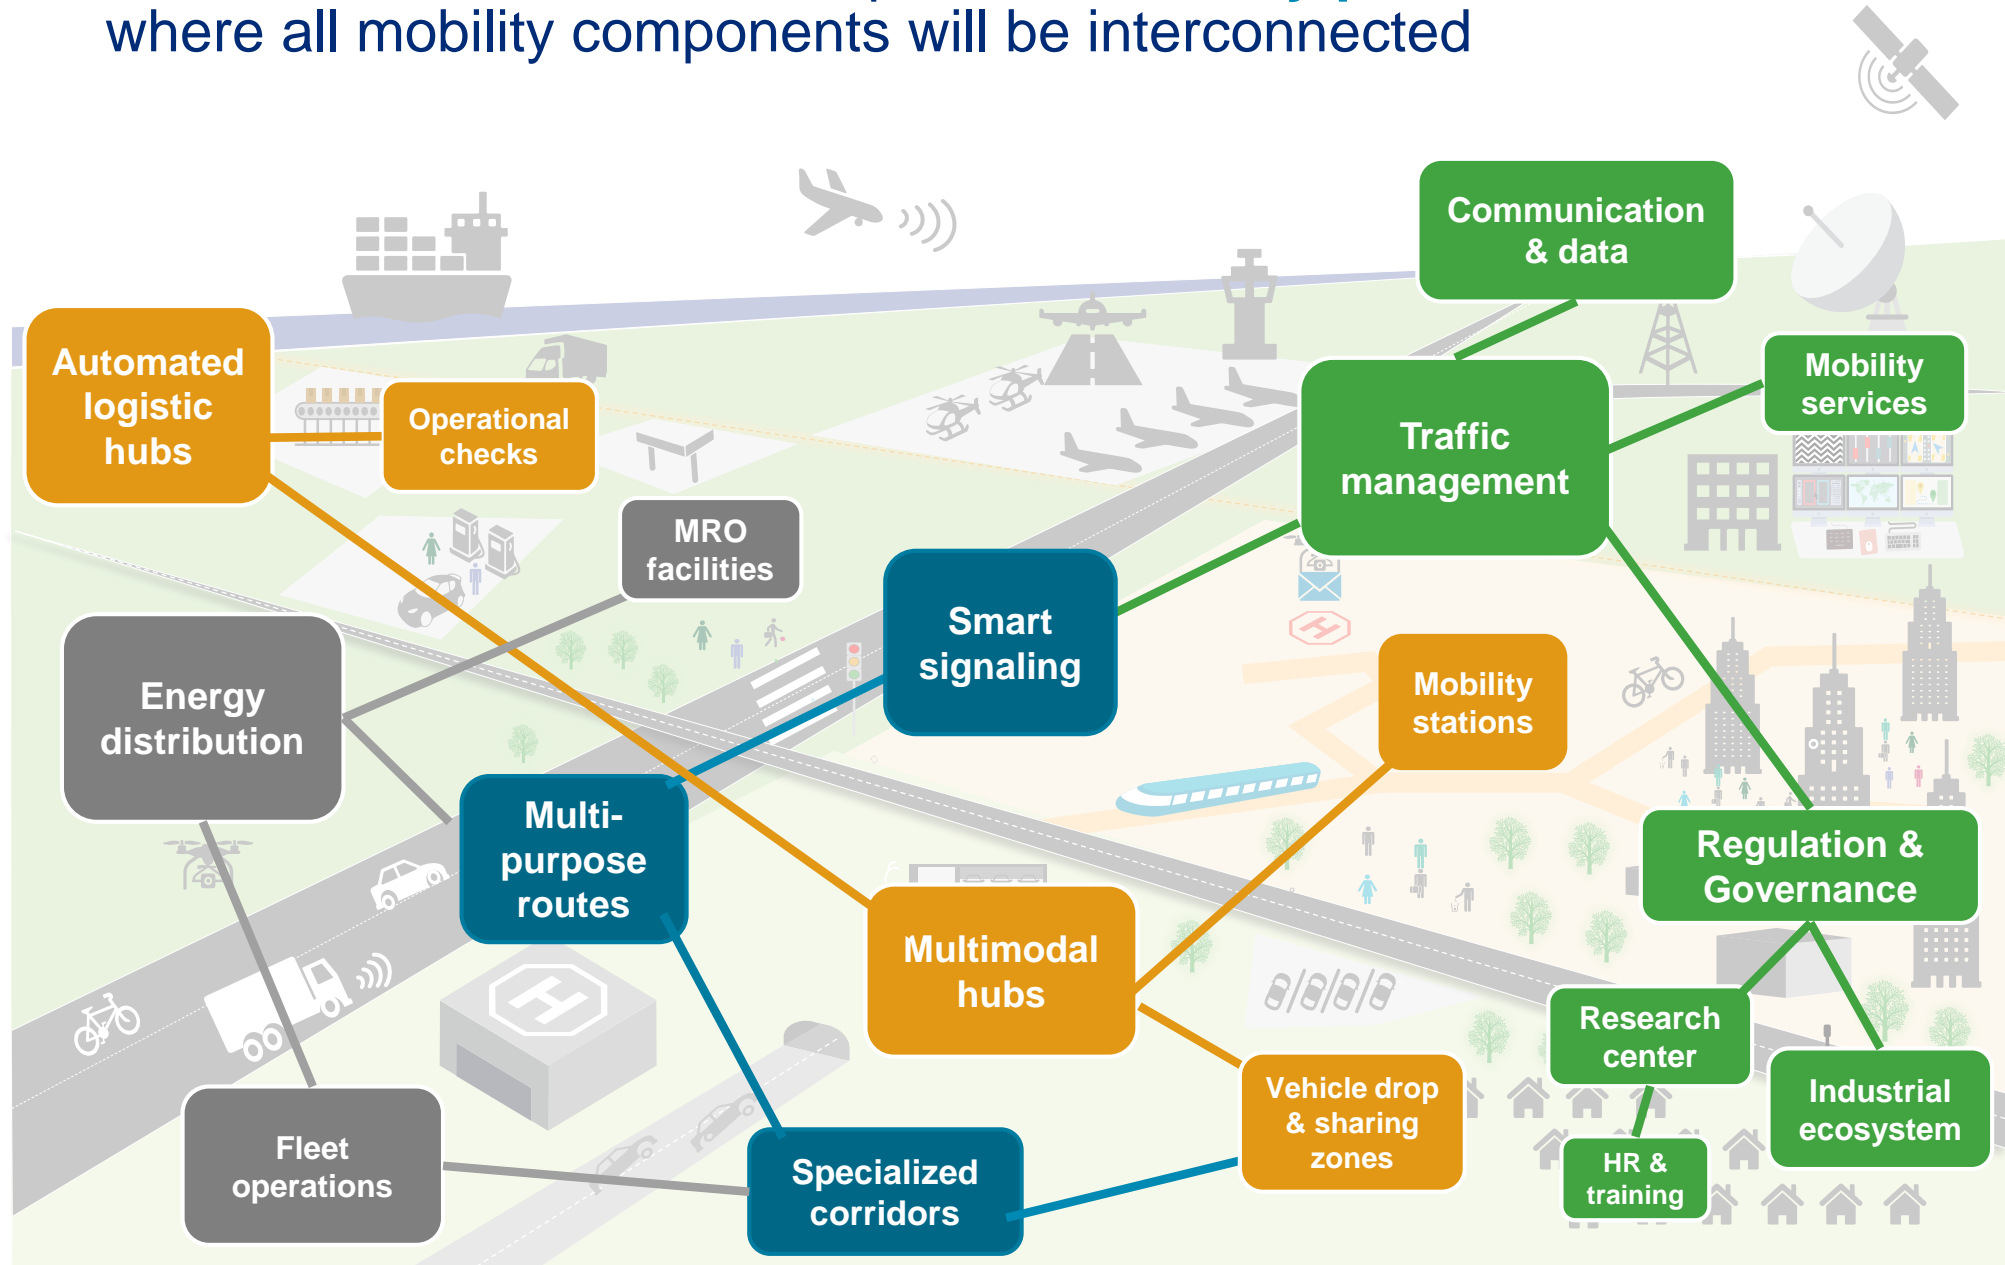 where all mobility components will be interconnected
Communication
& data
Automated
logistic
hubs
Operational
checks
Mobility
services
Traffic
management
MRO
facilities
Smart
signaling
Energy
distribution
Mobility
stations
Multi-
purpose
routes
Regulation &
Governance
Multimodal
hubs
Research
center
Vehicle drop
& sharing
zones
Industrial
ecosystem
Fleet
operations
Specialized
corridors
HR &
training